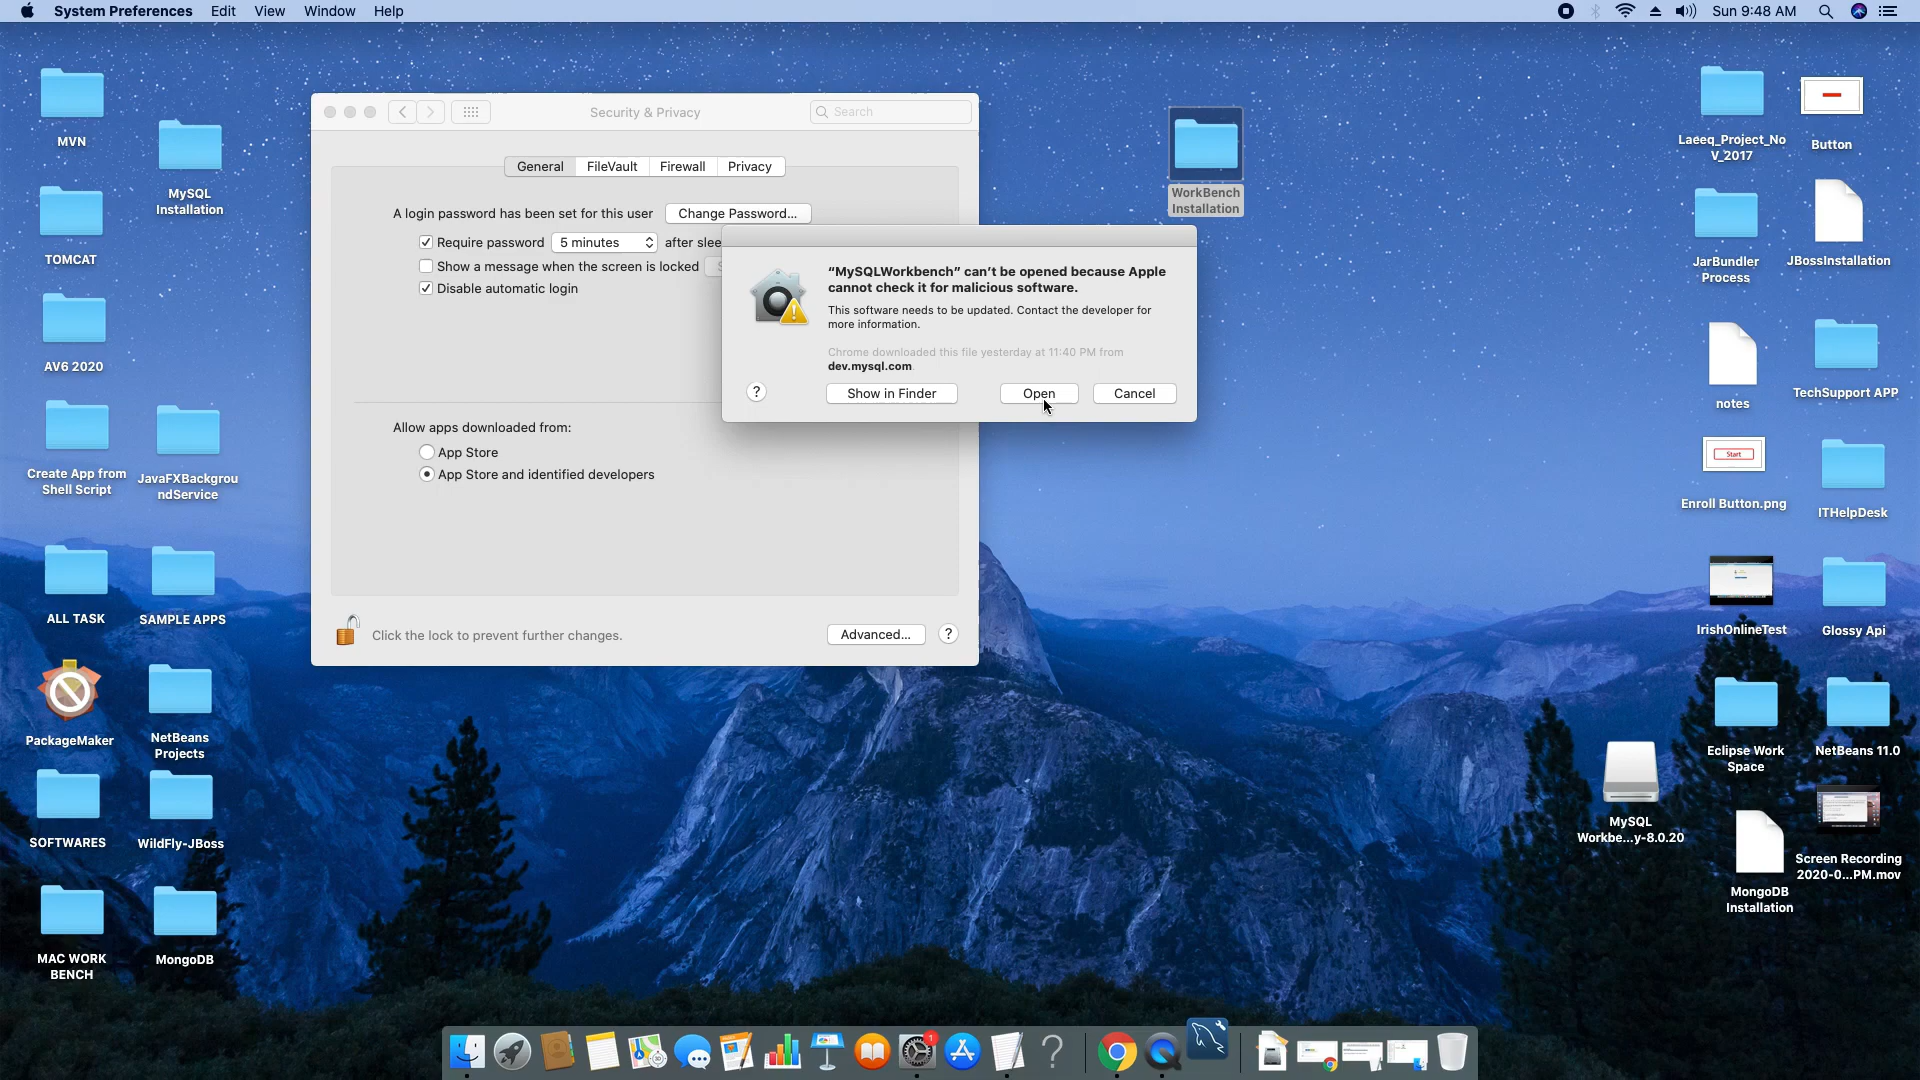 System Preferences Edit View Window Help
Sun 9:48 AM
Security & Privacy
Search
General FileVault Firewall Privacy
A login password has been set for this user Change Password...
Require password 5 minutes after slee
Show a message when the screen is locked
Disable automatic login
“MySQLWorkbench” can’t be opened because Apple
cannot check it for malicious software.
This software needs to be updated. Contact the developer for
more information.
Chrome downloaded this file yesterday at 11:40 PM from
dev.mysql.com.
? Show in Finder Open Cancel
Allow apps downloaded from:
App Store
App Store and identified developers
Click the lock to prevent further changes. Advanced... ?
MVN
MySQL
Installation
TOMCAT
AV6 2020
Create App from
Shell Script
JavaFXBackgrou
ndService
ALL TASK
SAMPLE APPS
PackageMaker
NetBeans
Projects
SOFTWARES
WildFly-JBoss
MAC WORK
BENCH
MongoDB
WorkBench
Installation
Laeeq_Project_No
V_2017
Button
JarBundler
Process
JBossInstallation
notes
TechSupport APP
Start
Enroll Button.png
ITHelpDesk
IrishOnlineTest
Glossy Api
Eclipse Work
Space
NetBeans 11.0
MySQL
Workbe...y-8.0.20
Screen Recording
2020-0...PM.mov
MongoDB
Installation
1